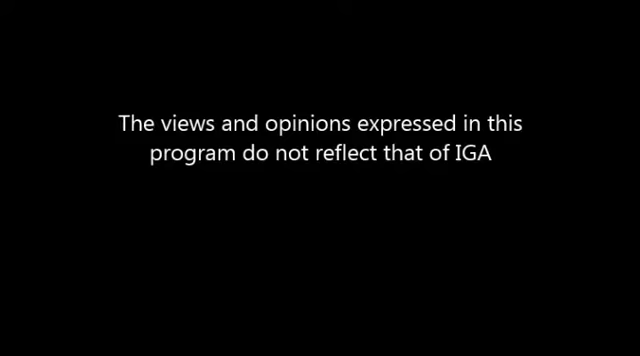 The views and opinions expressed in this
program do not reflect that of IGA